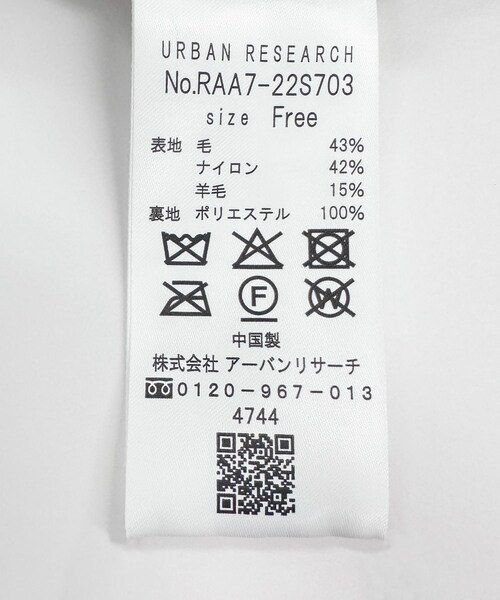 URBAN RESEARCH
No.RAA7-22S703
size Free
表地 毛 43%
ナイロン 42%
羊毛 15%
裏地 ポリエステル 100%
F W
中国製
株式会社 アーバンリサーチ
0120-967-013
4744